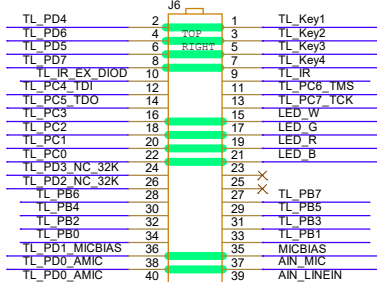 J6
TL_PD4 2 1 TL_Key1
TL_PD6 4 TOP 3 TL_Key2
TL_PD5 6 RIGHT 5 TL_Key3
TL_PD7 8 7 TL_Key4
TL_IR_EX_DIOD 10 9 TL_IR
TL_PC4_TDI 12 11 TL_PC6_TMS
TL_PC5_TDO 14 13 TL_PC7_TCK
TL_PC3 16 15 LED_W
TL_PC2 18 17 LED_G
TL_PC1 20 19 LED_R
TL_PC0 22 21 LED_B
TL_PD3_NC_32K 24 23
TL_PD2_NC_32K 26 25
TL_PB6 28 27 TL_PB7
TL_PB4 30 29 TL_PB5
TL_PB2 32 31 TL_PB3
TL_PB0 34 33 TL_PB1
TL_PD1_MICBIAS 36 35 MICBIAS
TL_PD0_AMIC 38 37 AIN_MIC
TL_PD0_AMIC 40 39 AIN_LINEIN